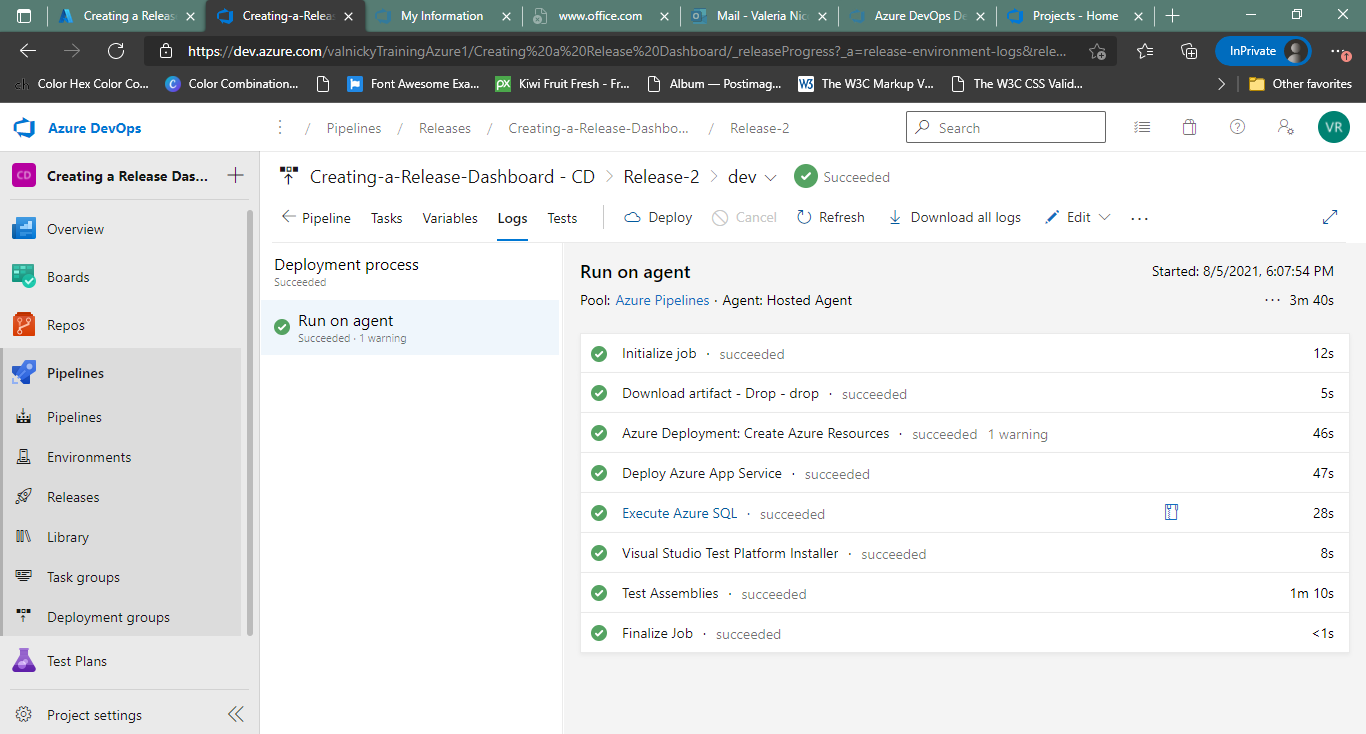 Creating a Releas
Creating-a-Relea
My Information
www.office.com
Mail - Valeria Nic
Azure DevOps De
Projects - Home
https://dev.azure.com/valnickyTrainingAzure1/Creating%20a%20Release%20Dashboard/_releaseProgress?_a=release-environment-logs&rele...
InPrivate
Color Hex Color Co...
Color Combination...
Font Awesome Exa...
px Kiwi Fruit Fresh - Fr...
Album — Postimag...
W3 The W3C Markup V...
The W3C CSS Valid...
Other favorites
Azure DevOps
/ Pipelines / Releases / Creating-a-Release-Dashbo... / Release-2
Search
VR
CD Creating a Release Das...
Overview
Boards
Repos
Pipelines
Pipelines
Environments
Releases
Library
Task groups
Deployment groups
Test Plans
Project settings
Creating-a-Release-Dashboard - CD > Release-2 > dev Succeeded
Pipeline Tasks Variables Logs Tests Deploy Cancel Refresh Download all logs Edit ...
Deployment process
Succeeded
Run on agent
Succeeded · 1 warning
Run on agent
Started: 8/5/2021, 6:07:54 PM
Pool: Azure Pipelines · Agent: Hosted Agent
··· 3m 40s
Initialize job · succeeded 12s
Download artifact - Drop - drop · succeeded 5s
Azure Deployment: Create Azure Resources · succeeded 1 warning 46s
Deploy Azure App Service · succeeded 47s
Execute Azure SQL · succeeded 28s
Visual Studio Test Platform Installer · succeeded 8s
Test Assemblies · succeeded 1m 10s
Finalize Job · succeeded <1s